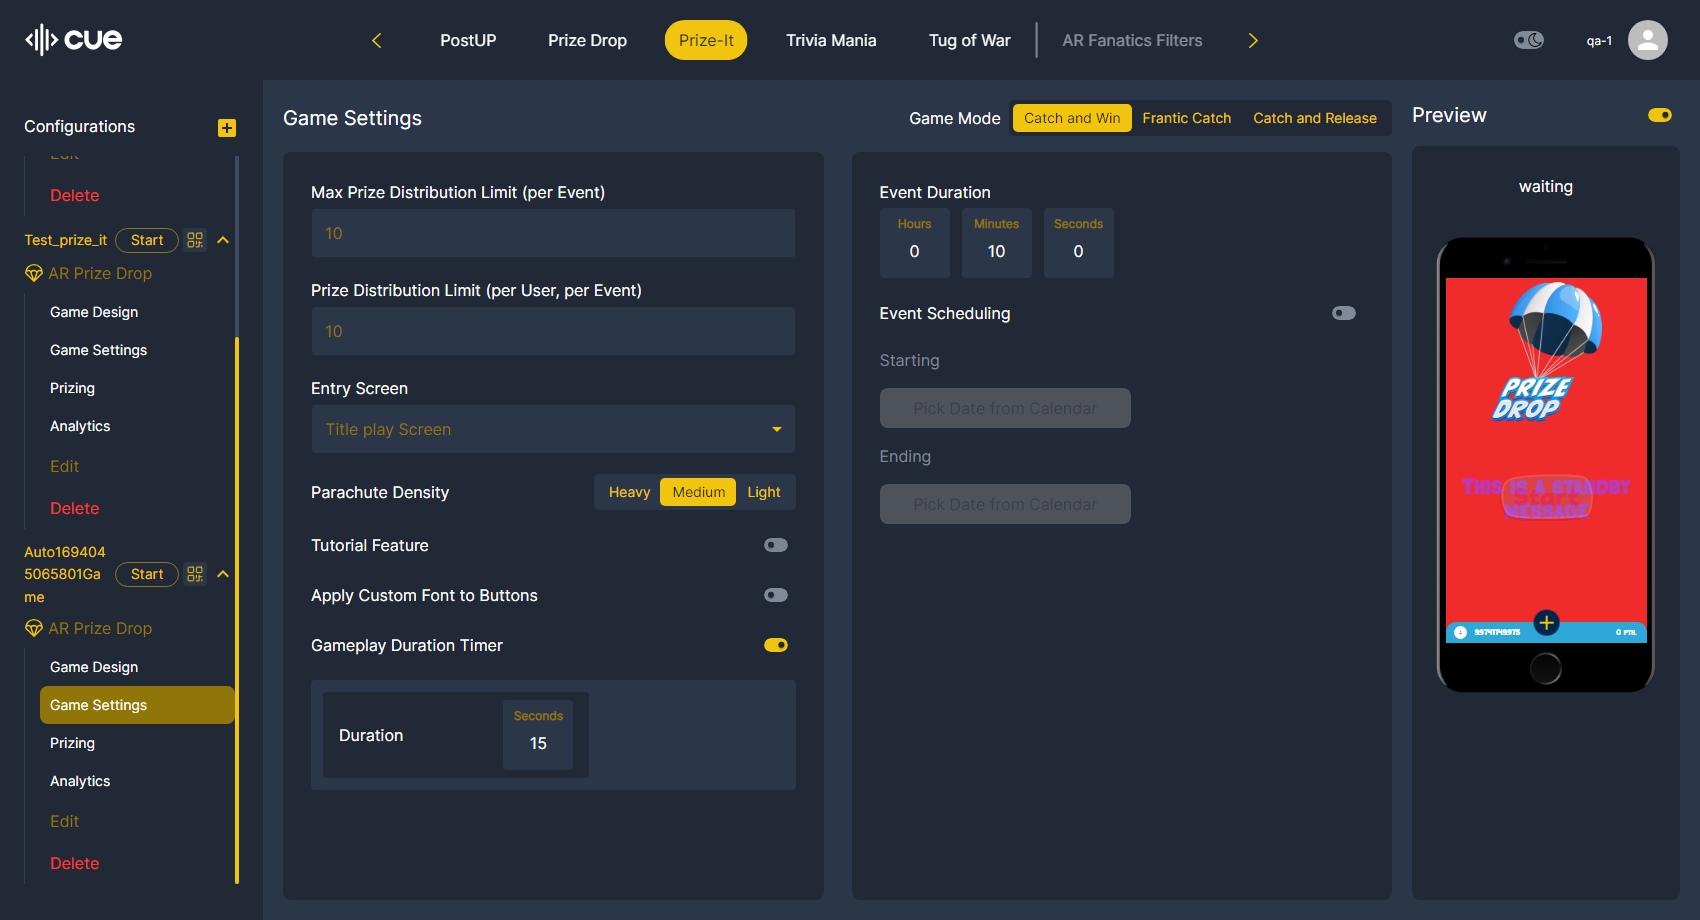 cue
PostUP
Prize Drop
Prize-It
Trivia Mania
Tug of War
AR Fanatics Filters
qa-1
Configurations
Delete
Test_prize_it
Start
AR Prize Drop
Game Design
Game Settings
Prizing
Analytics
Edit
Delete
Auto169404
5065801Ga
me
Start
AR Prize Drop
Game Design
Game Settings
Prizing
Analytics
Edit
Delete
Game Settings
Game Mode
Catch and Win
Frantic Catch
Catch and Release
Max Prize Distribution Limit (per Event)
10
Prize Distribution Limit (per User, per Event)
10
Entry Screen
Title play Screen
Parachute Density
Heavy
Medium
Light
Tutorial Feature
Apply Custom Font to Buttons
Gameplay Duration Timer
Duration
Seconds
15
Event Duration
Hours
0
Minutes
10
Seconds
0
Event Scheduling
Starting
Pick Date from Calendar
Ending
Pick Date from Calendar
Preview
waiting
PRIZE
DROP
THIS IS A STANDBY
MESSAGE
Start
0 PTS.